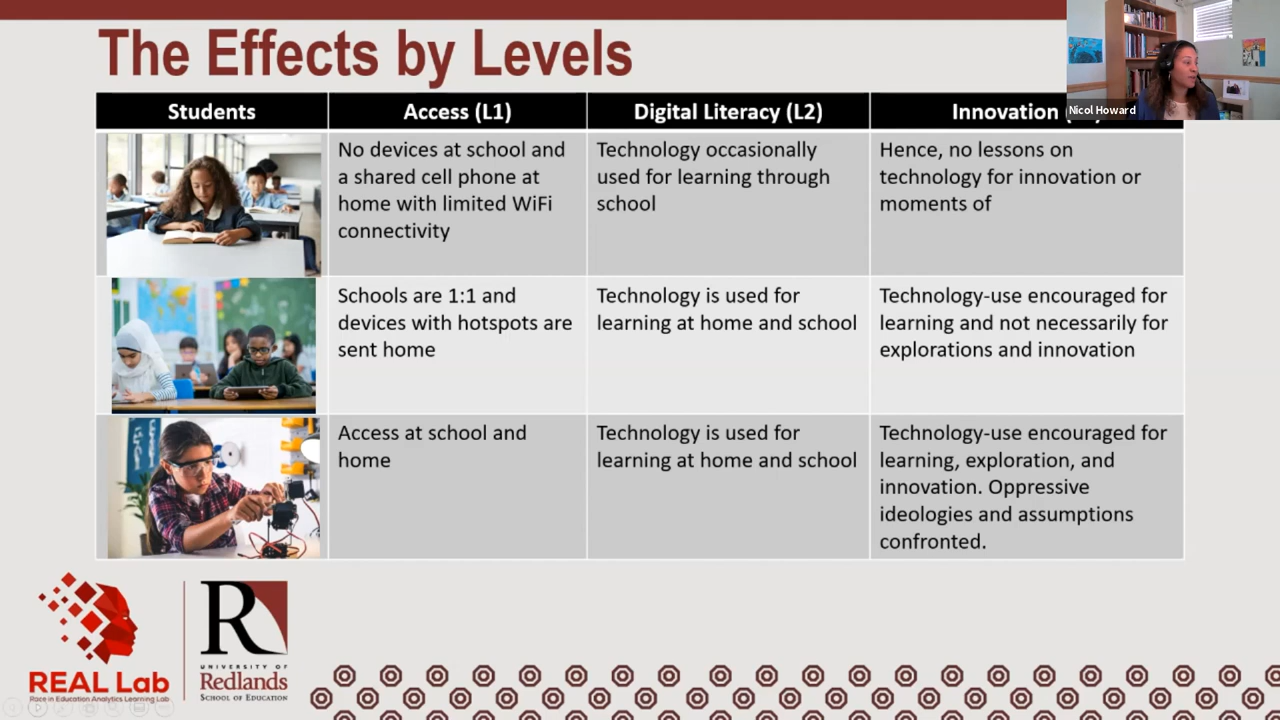 The Effects by Levels
Nicol Howard
Students
Access (L1)
Digital Literacy (L2)
Innovation
No devices at school and
a shared cell phone at
home with limited WiFi
connectivity
Technology occasionally
used for learning through
school
Hence, no lessons on
technology for innovation or
moments of
Schools are 1:1 and
devices with hotspots are
sent home
Technology is used for
learning at home and school
Technology-use encouraged for
learning and not necessarily for
explorations and innovation
Access at school and
home
Technology is used for
learning at home and school
Technology-use encouraged for
learning, exploration, and
innovation. Oppressive
ideologies and assumptions
confronted.
REAL Lab
Race in Education Analytics Learning Lab
R
UNIVERSITY OF
Redlands
SCHOOL OF EDUCATION